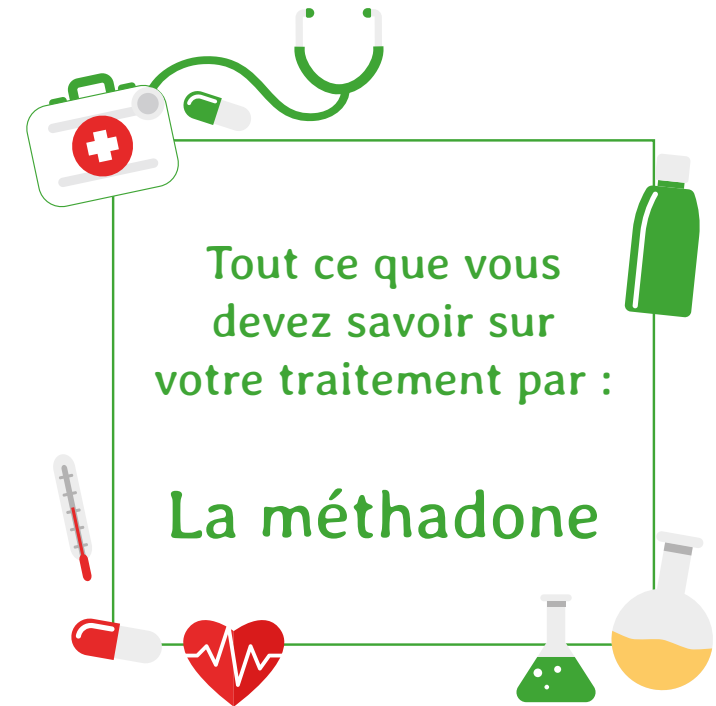 Tout ce que vous
devez savoir sur
votre traitement par :
La méthadone